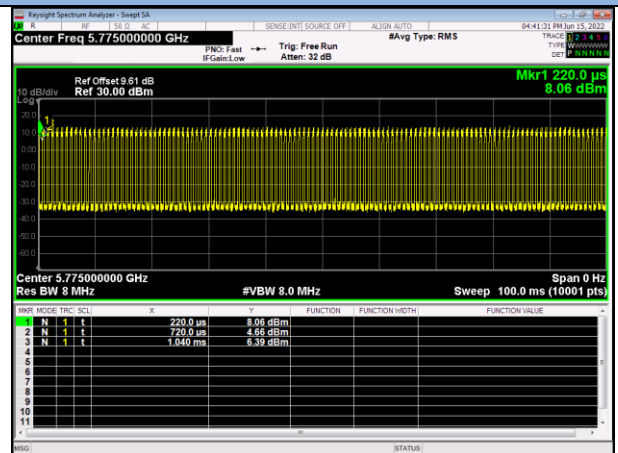 Keysight Spectrum Analyzer - Swept SA
R RF 50 Ω AC SENSE:INT SOURCE OFF ALIGN AUTO 04:41:31 PM Jun 15, 2022
Center Freq 5.775000000 GHz #Avg Type: RMS TRACE 1 2 3 4 5 6
PNO: Fast Trig: Free Run TYPE WWWWWW
IFGain:Low Atten: 32 dB DET P NNNNN
Mkr1 220.0 µs
Ref Offset 9.61 dB
10 dB/div Ref 30.00 dBm 8.06 dBm
Log
20.0
1
10.0
0.00
-10.0
-20.0
-30.0
-40.0
-50.0
-60.0
Center 5.775000000 GHz Span 0 Hz
Res BW 8 MHz #VBW 8.0 MHz Sweep 100.0 ms (10001 pts)
MKR MODE TRC SCL X Y FUNCTION FUNCTION WIDTH FUNCTION VALUE
1 N 1 t 220.0 µs 8.06 dBm
2 N 1 t 720.0 µs 4.66 dBm
3 N 1 t 1.040 ms 6.39 dBm
4
5
6
7
8
9
10
11
MSG STATUS